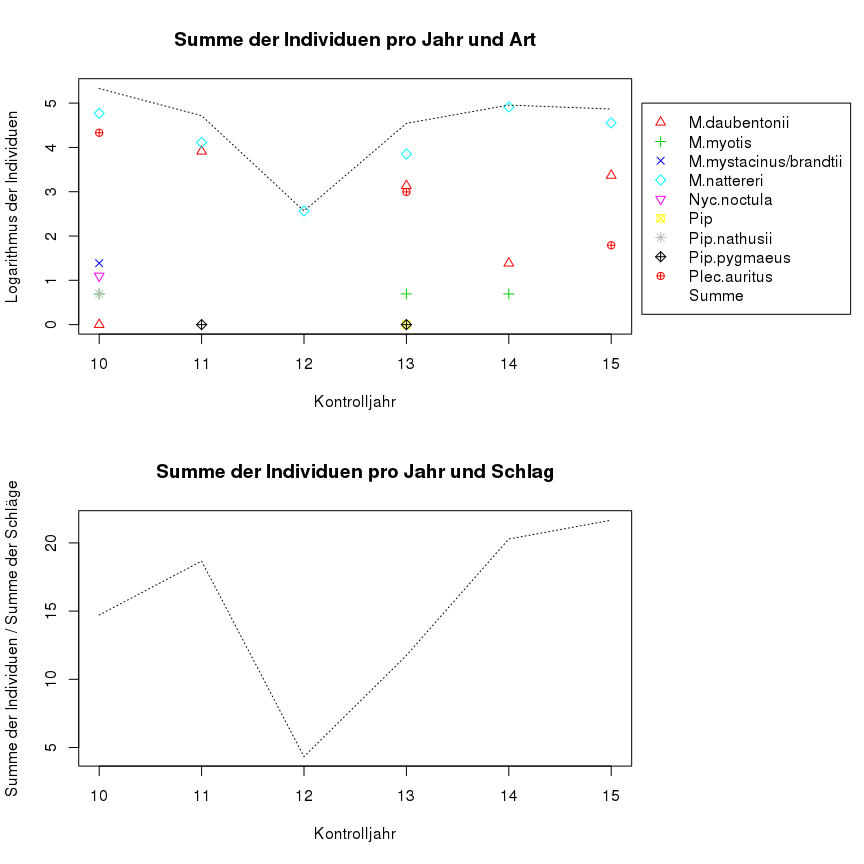 Summe der Individuen pro Jahr und Art
Logarithmus der Individuen
5
4
3
2
1
0
10 11 12 13 14 15
Kontrolljahr
M.daubentonii
M.myotis
M.mystacinus/brandtii
M.nattereri
Nyc.noctula
Pip
Pip.nathusii
Pip.pygmaeus
Plec.auritus
Summe
Summe der Individuen pro Jahr und Schlag
Summe der Individuen / Summe der Schläge
20
15
10
5
10 11 12 13 14 15
Kontrolljahr